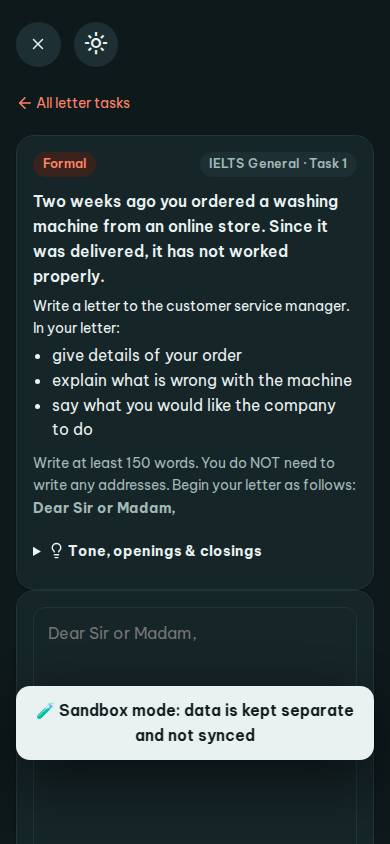 ← All letter tasks
Formal
IELTS General · Task 1
Two weeks ago you ordered a washing
machine from an online store. Since it
was delivered, it has not worked
properly.
Write a letter to the customer service manager.
In your letter:
• give details of your order
• explain what is wrong with the machine
• say what you would like the company
to do
Write at least 150 words. You do NOT need to
write any addresses. Begin your letter as follows:
Dear Sir or Madam,
Tone, openings & closings
Dear Sir or Madam,
Sandbox mode: data is kept separate
and not synced